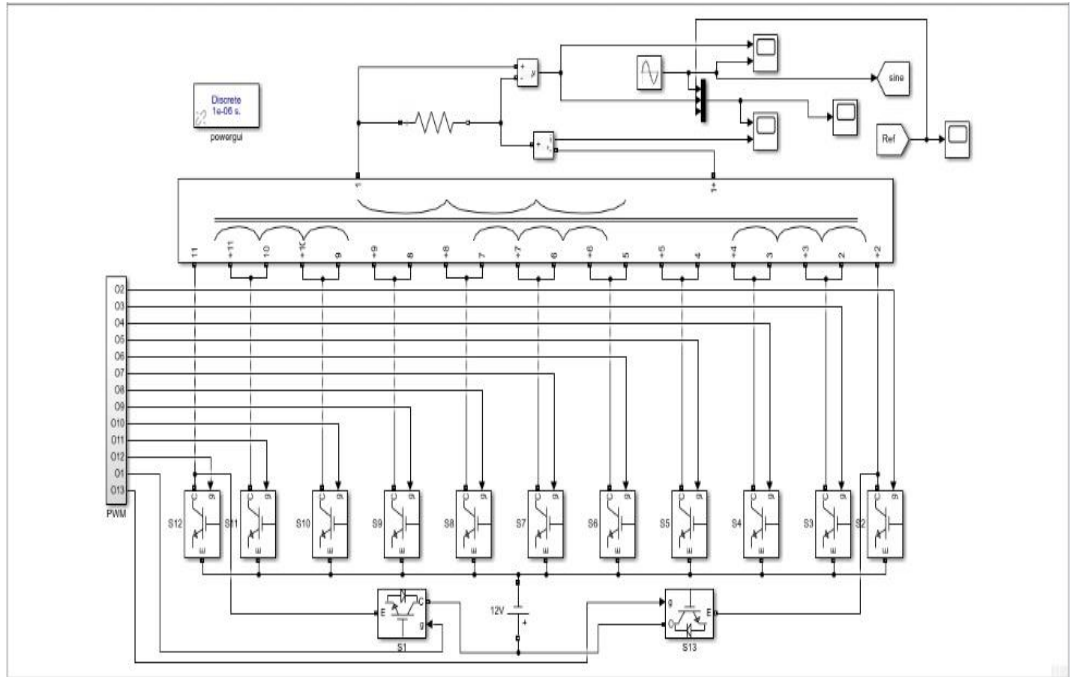 Discrete
1e-06 s.
powergui
+
-
sine
Ref
1
1+
11
+11
10
+1(
9
+9
8
+8
7
+7
6
+6
5
+5
4
+4
3
+3
2
+2
O2
O3
O4
O5
O6
O7
O8
O9
O10
O11
O12
O1
O13
PWM
C
g
E
S12
C
g
E
S11
C
g
E
S10
C
g
E
S9
C
g
E
S8
C
g
E
S7
C
g
E
S6
C
g
E
S5
C
g
E
S4
C
g
E
S3
C
g
E
S2
E
C
g
S1
12V
+
g
E
S13